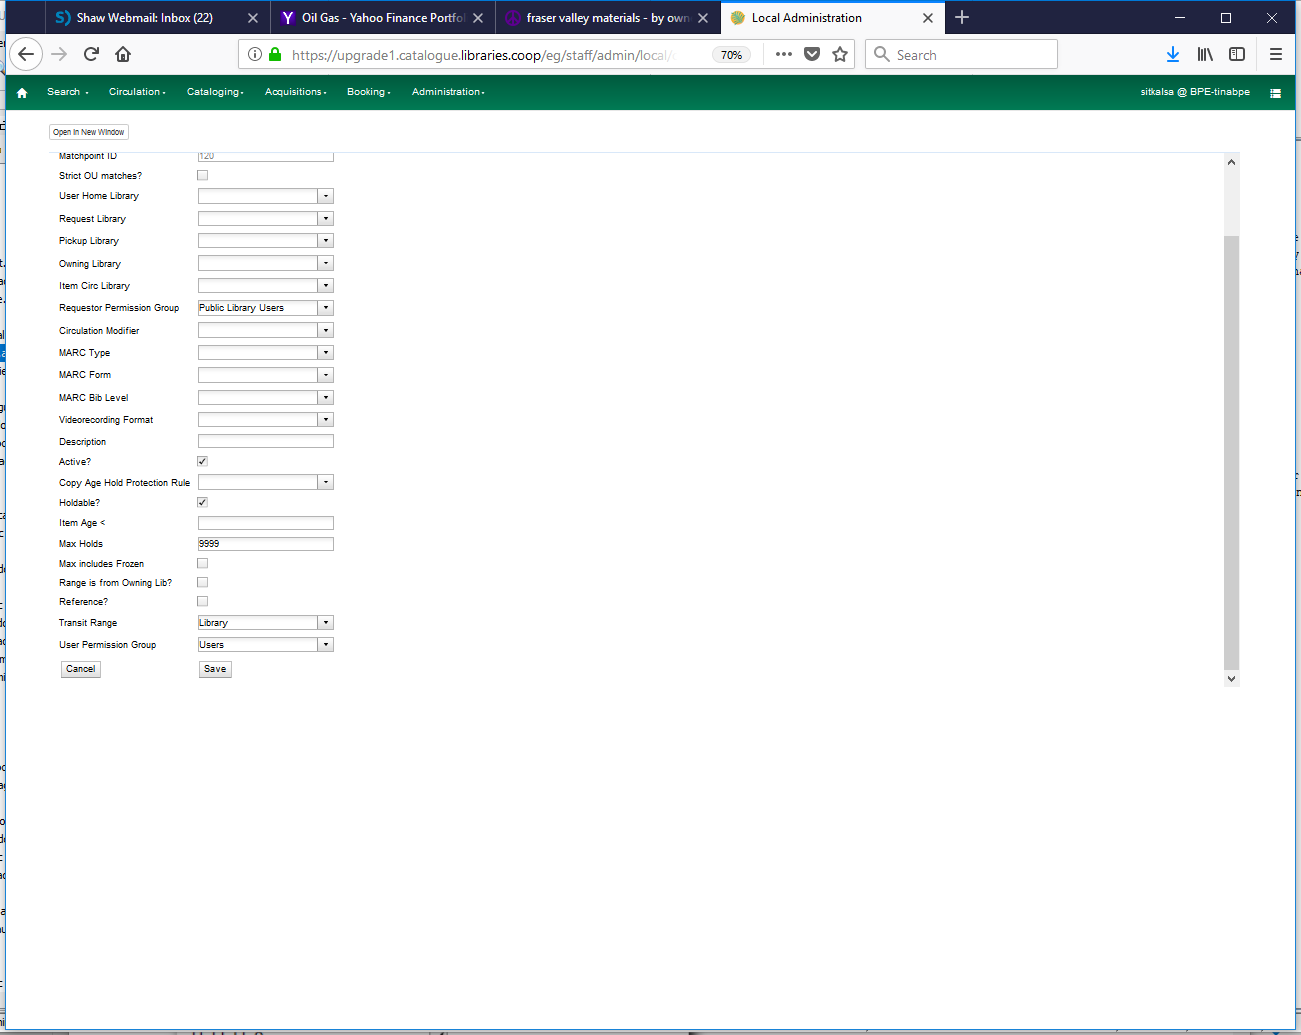 Shaw Webmail: Inbox (22)
Oil Gas - Yahoo Finance Portfol
fraser valley materials - by own
Local Administration
https://upgrade1.catalogue.libraries.coop/eg/staff/admin/local/
70%
Search
Search
Circulation
Cataloging
Acquisitions
Booking
Administration
sitkalsa @ BPE-tinabpe
Open In New Window
Matchpoint ID 120
Strict OU matches?
User Home Library
Request Library
Pickup Library
Owning Library
Item Circ Library
Requestor Permission Group Public Library Users
Circulation Modifier
MARC Type
MARC Form
MARC Bib Level
Videorecording Format
Description
Active?
Copy Age Hold Protection Rule
Holdable?
Item Age <
Max Holds 9999
Max includes Frozen
Range is from Owning Lib?
Reference?
Transit Range Library
User Permission Group Users
Cancel Save